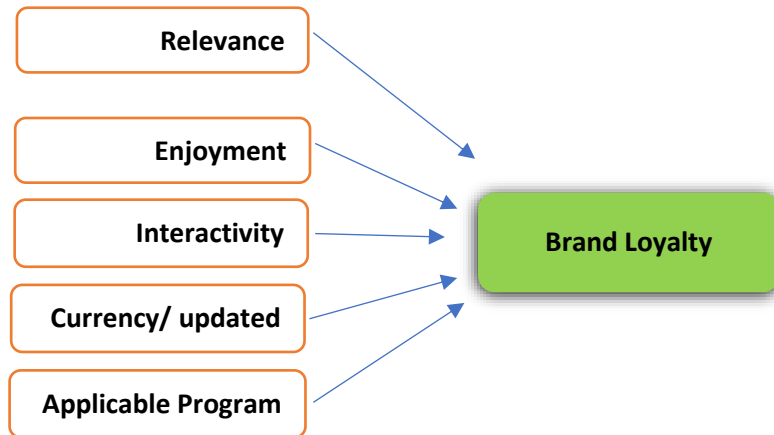 Relevance
Enjoyment
Interactivity
Currency/ updated
Applicable Program
Brand Loyalty